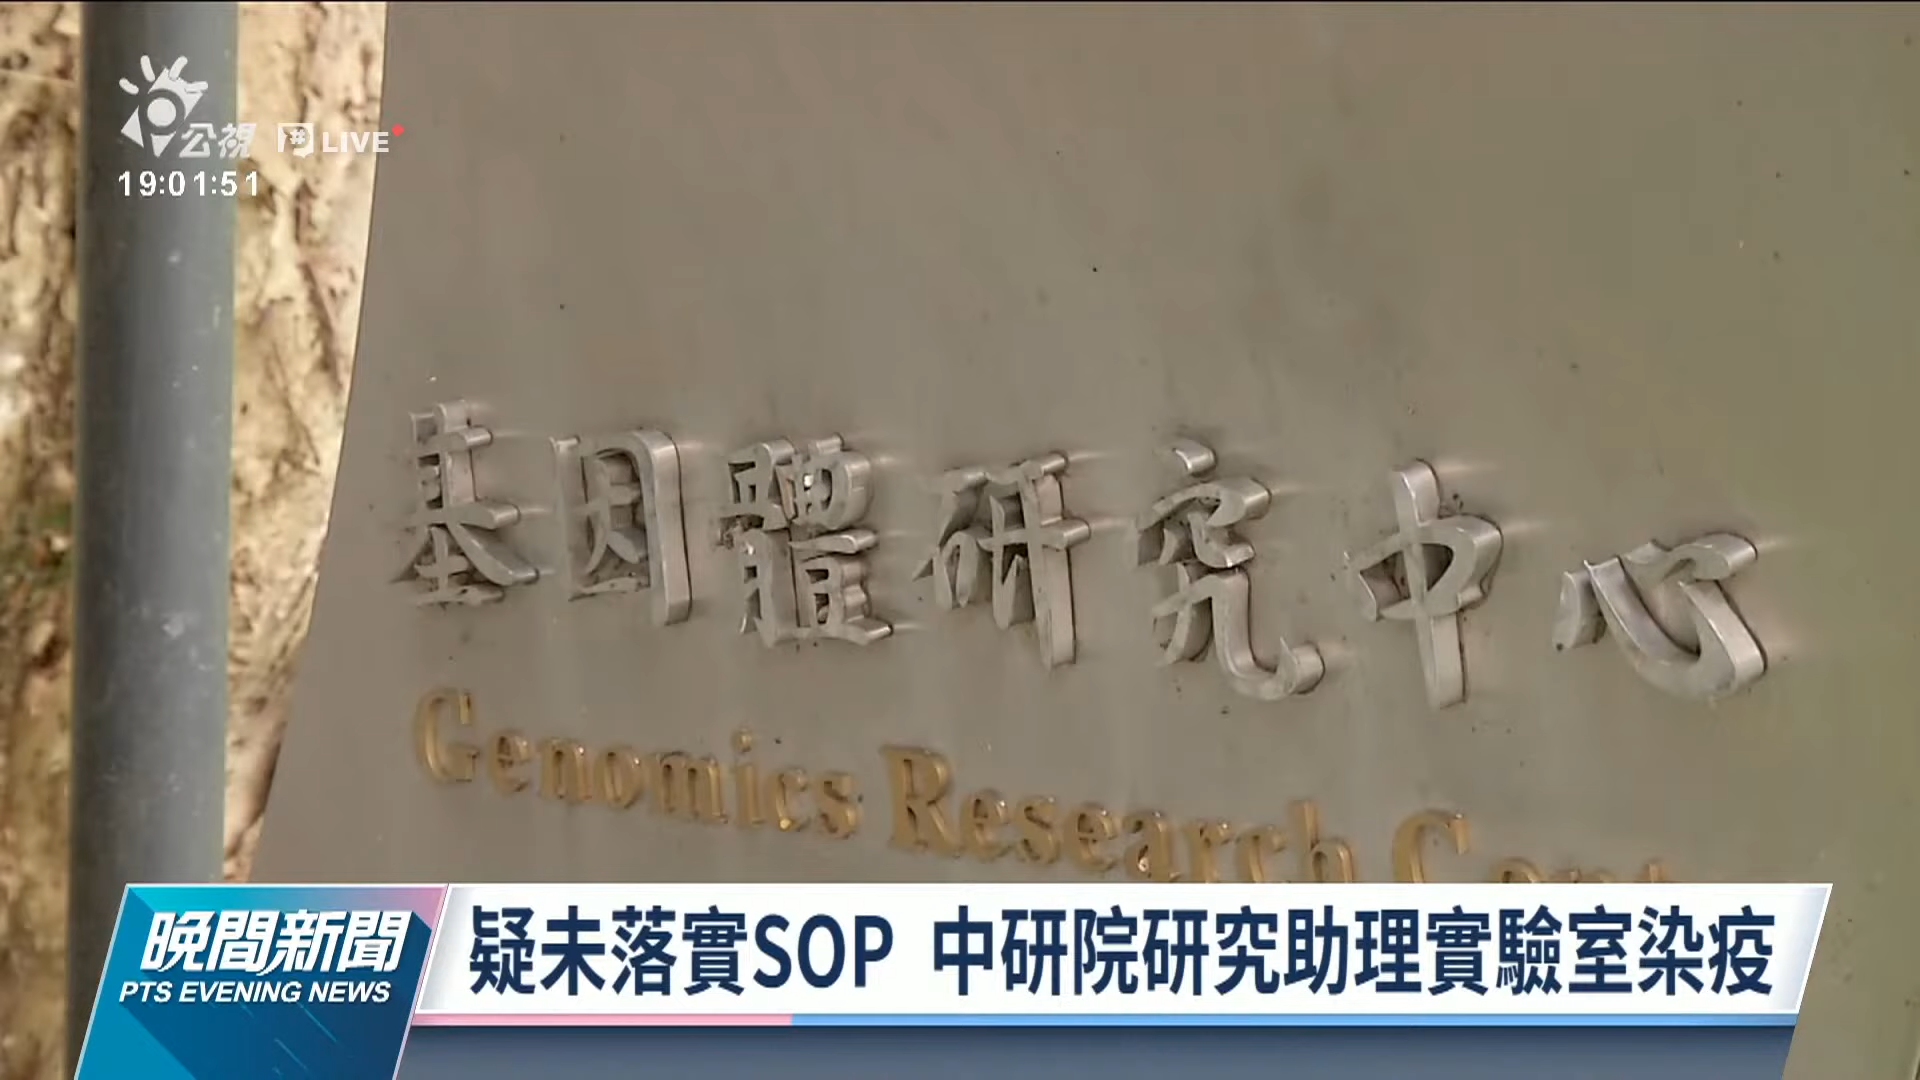 公視 LIVE
19:01:51
基因體研究中心
Genomics Research Cent
晚間新聞
PTS EVENING NEWS
疑未落實SOP 中研院研究助理實驗室染疫